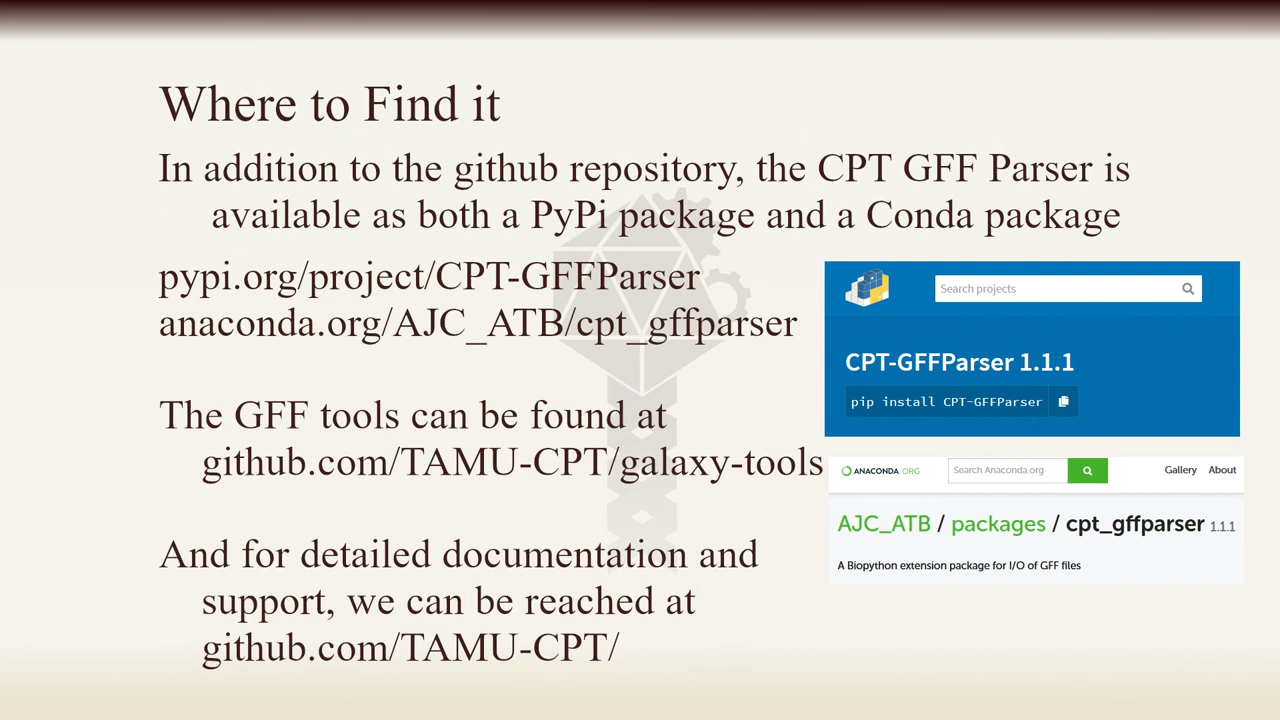 Where to Find it
In addition to the github repository, the CPT GFF Parser is
available as both a PyPi package and a Conda package
pypi.org/project/CPT-GFFParser
anaconda.org/AJC_ATB/cpt_gffparser
The GFF tools can be found at
github.com/TAMU-CPT/galaxy-tools
And for detailed documentation and
support, we can be reached at
github.com/TAMU-CPT/
Search projects
CPT-GFFParser 1.1.1
pip install CPT-GFFParser
ANACONDA.ORG
Search Anaconda.org
Gallery About
AJC_ATB / packages / cpt_gffparser 1.1.1
A Biopython extension package for I/O of GFF files